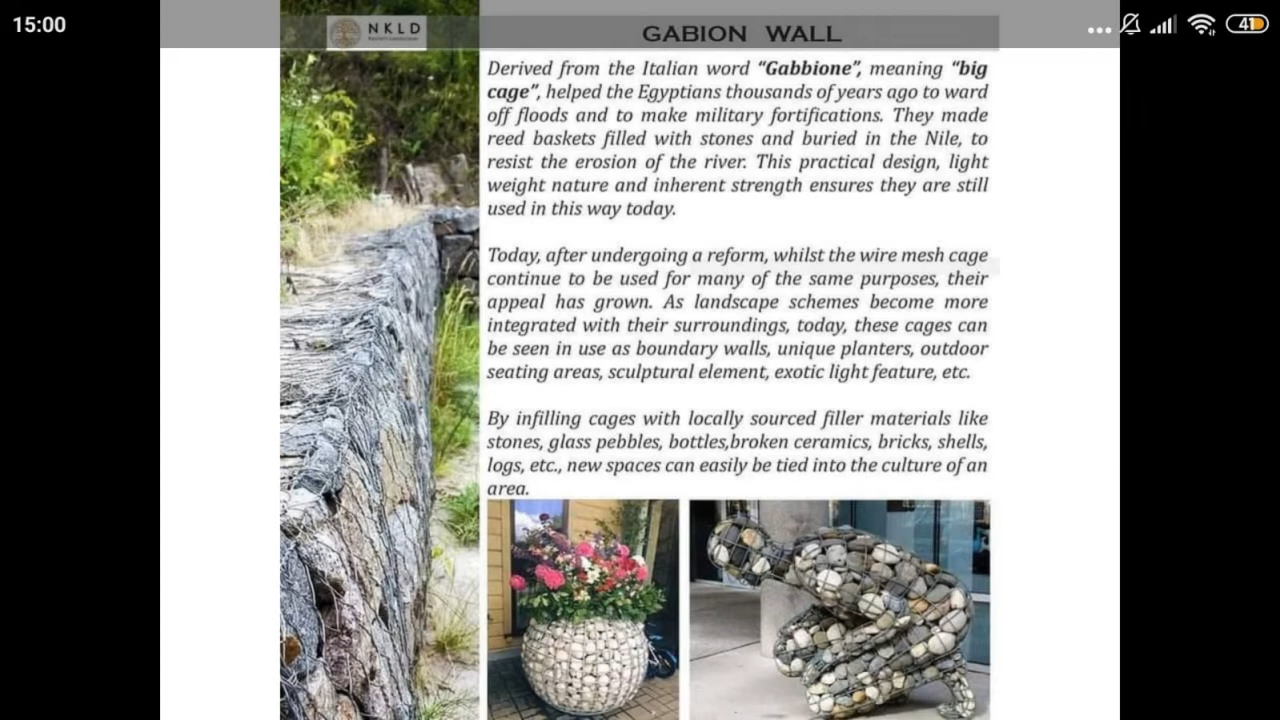 15:00
NKLD
GABION WALL
41
Derived from the Italian word “Gabbione”, meaning “big
cage”, helped the Egyptians thousands of years ago to ward
off floods and to make military fortifications. They made
reed baskets filled with stones and buried in the Nile, to
resist the erosion of the river. This practical design, light
weight nature and inherent strength ensures they are still
used in this way today.
Today, after undergoing a reform, whilst the wire mesh cage
continue to be used for many of the same purposes, their
appeal has grown. As landscape schemes become more
integrated with their surroundings, today, these cages can
be seen in use as boundary walls, unique planters, outdoor
seating areas, sculptural element, exotic light feature, etc.
By infilling cages with locally sourced filler materials like
stones, glass pebbles, bottles,broken ceramics, bricks, shells,
logs, etc., new spaces can easily be tied into the culture of an
area.